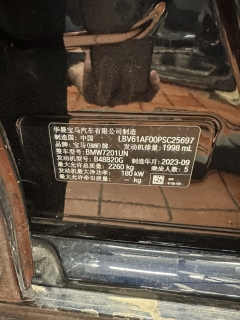 华晨宝马汽车有限公司制造
制造国：中国 LBV61AF00PSC25697
品牌：宝马(BMW)牌 发动机排量：1998 mL
整车型号：BMW7201UN
发动机型号：B48B20G 制造年月：2023-09
最大允许总质量：2260 kg 乘坐人数：5
发动机最大净功率：180 kW
最大允许牵引质量：-- kg